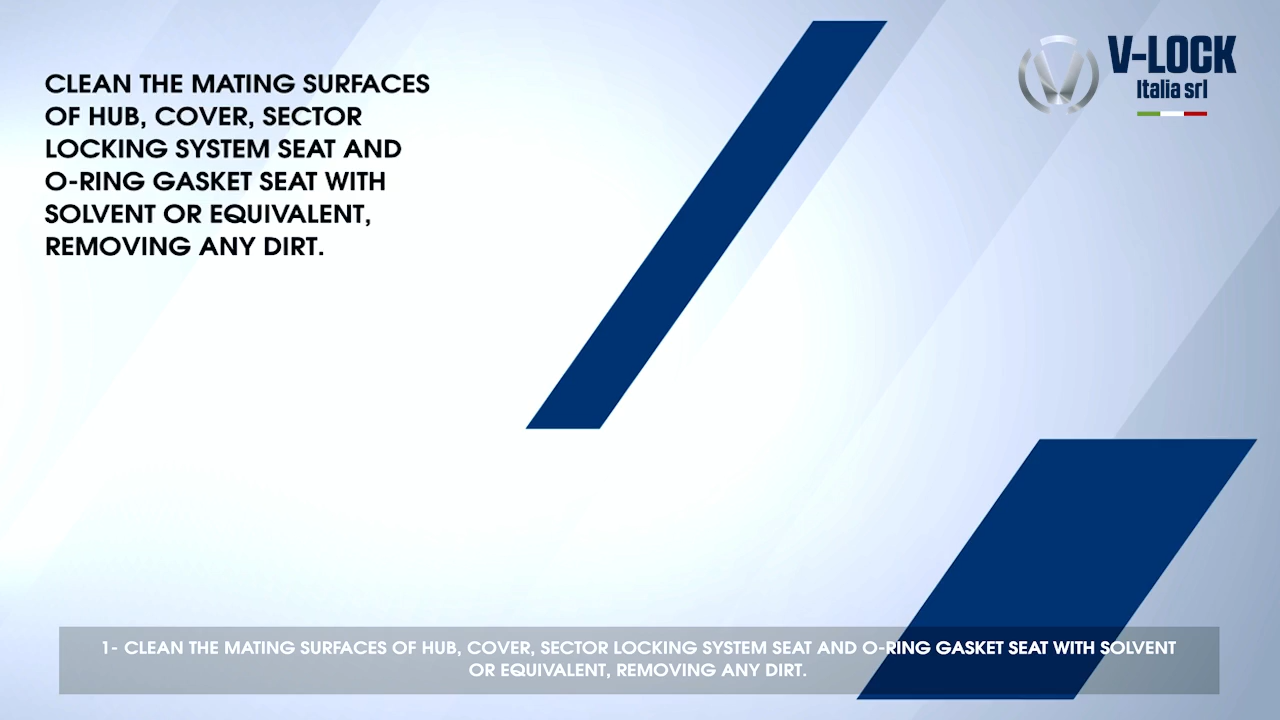 CLEAN THE MATING SURFACES
OF HUB, COVER, SECTOR
LOCKING SYSTEM SEAT AND
O-RING GASKET SEAT WITH
SOLVENT OR EQUIVALENT,
REMOVING ANY DIRT.
V-LOCK
Italia srl
1- CLEAN THE MATING SURFACES OF HUB, COVER, SECTOR LOCKING SYSTEM SEAT AND O-RING GASKET SEAT WITH SOLVENT
OR EQUIVALENT, REMOVING ANY DIRT.